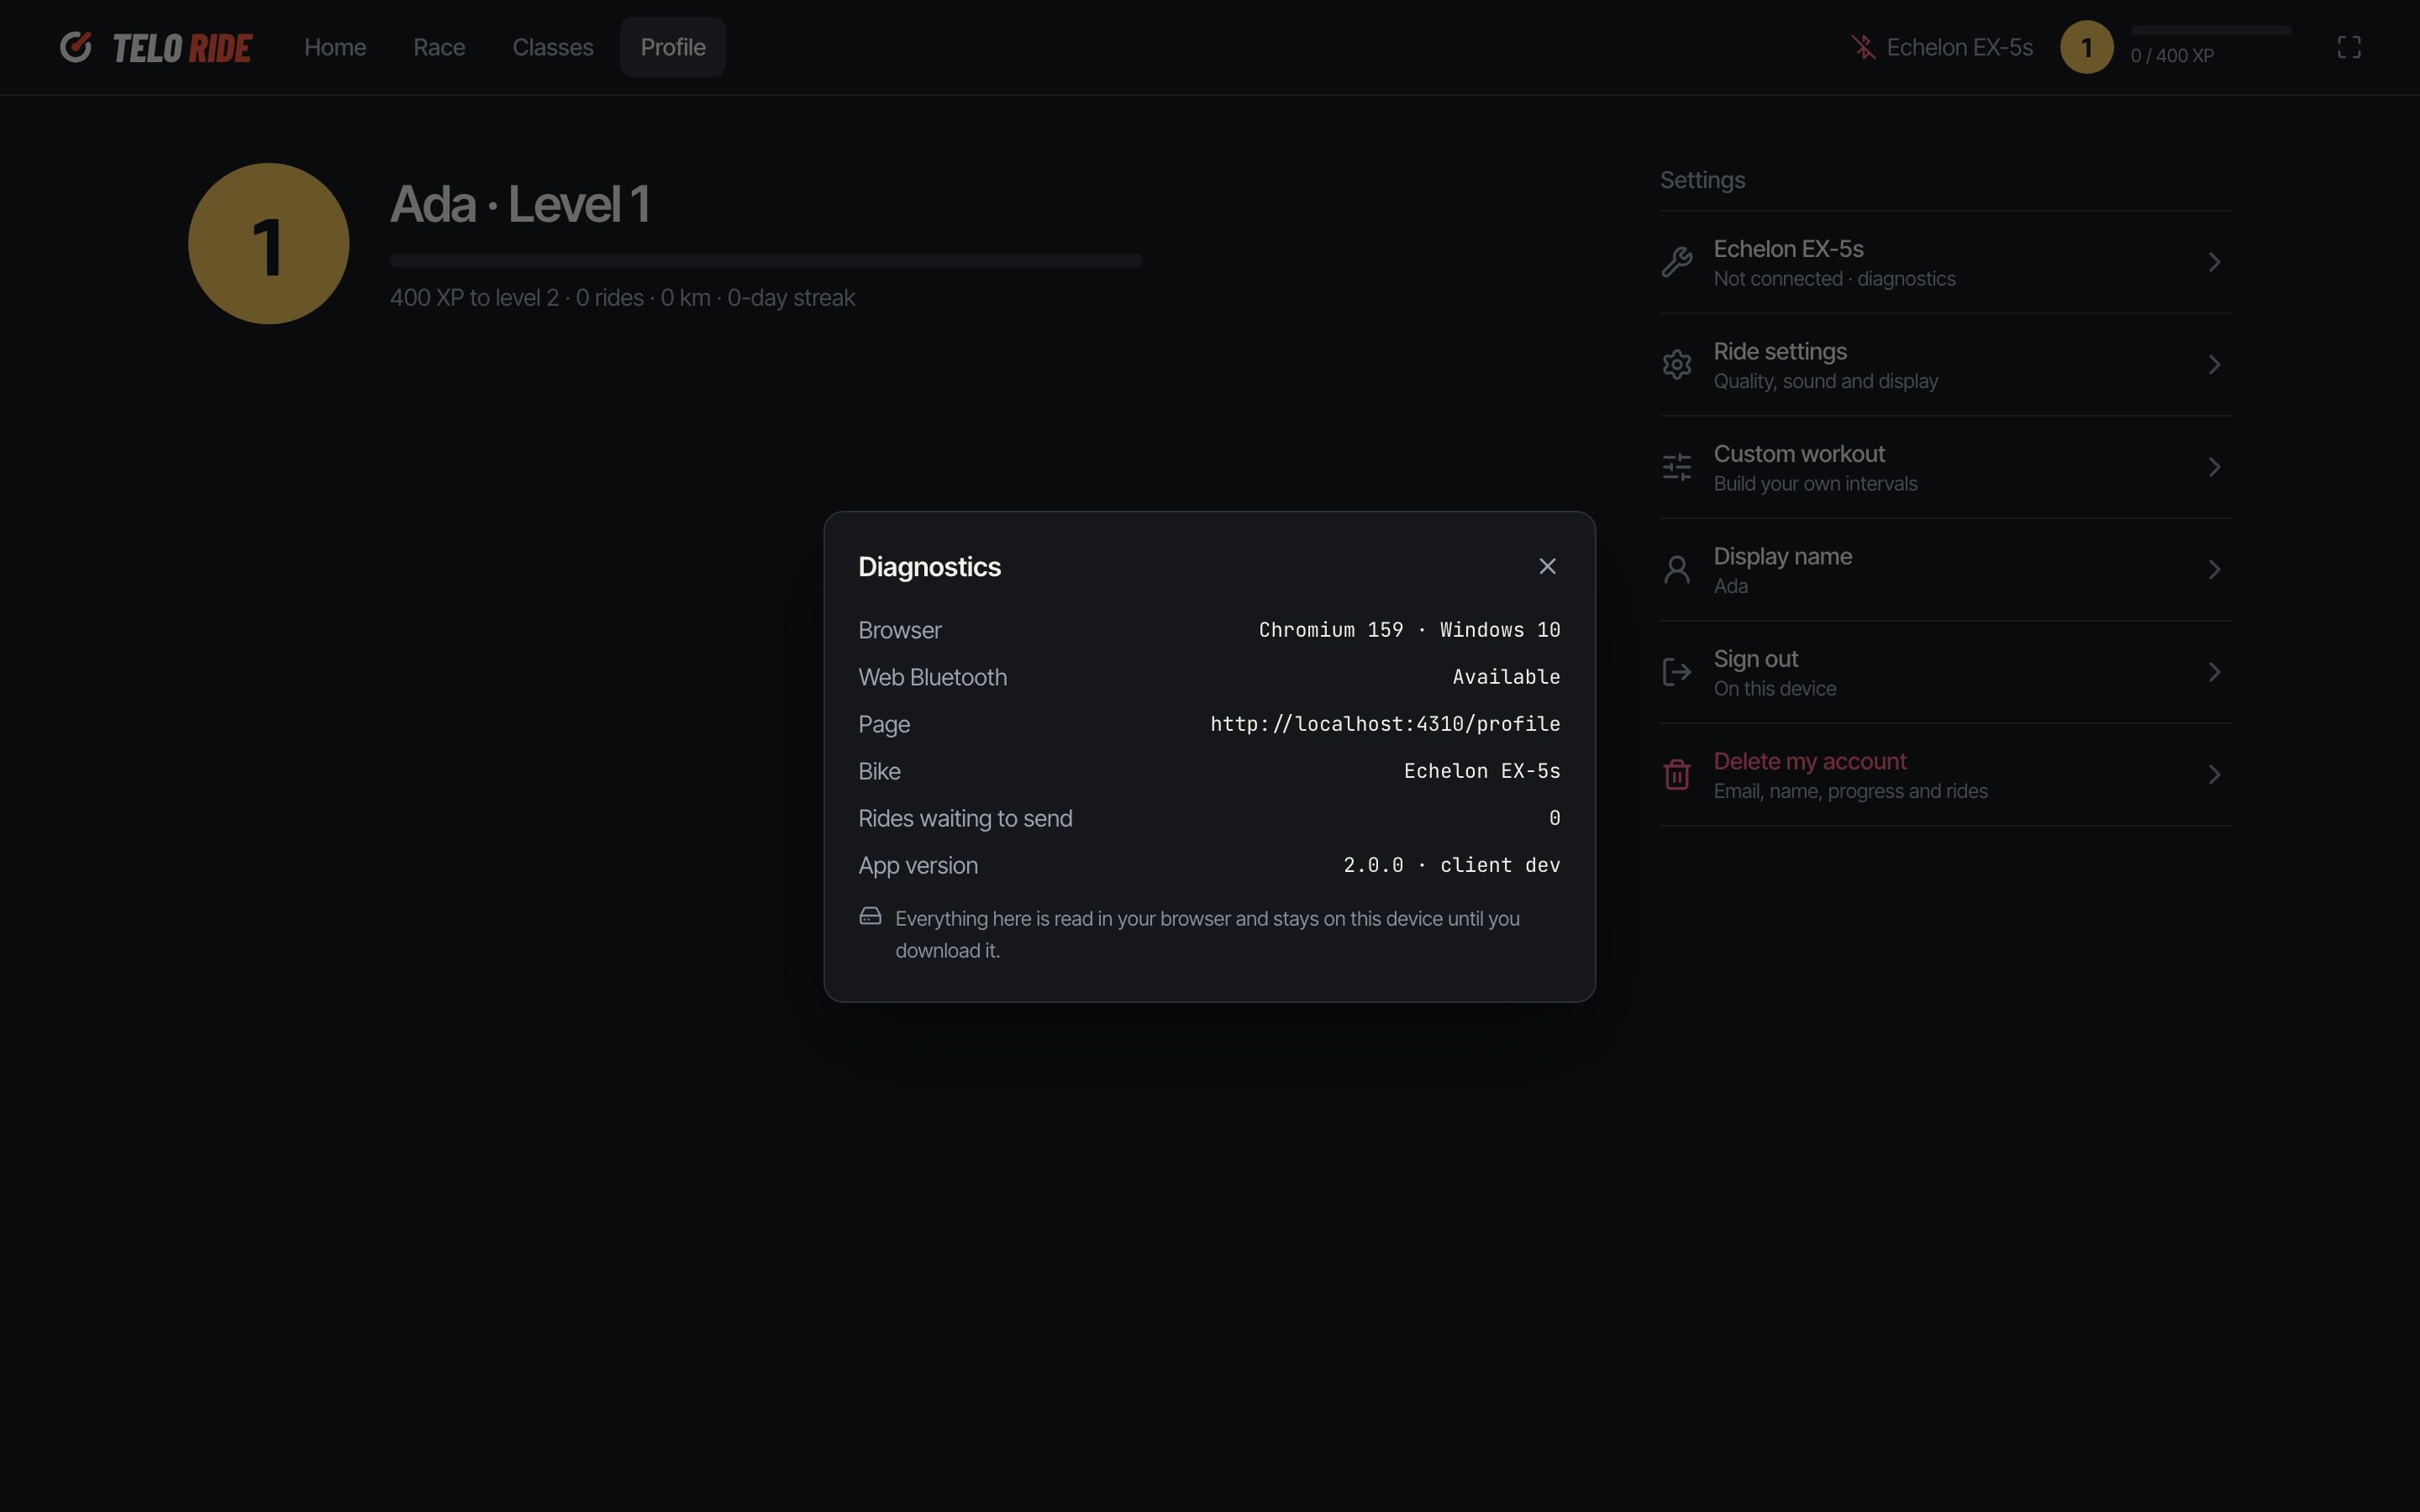 TELO RIDE
Home
Race
Classes
Profile
Echelon EX-5s
1
0 / 400 XP
1
Ada · Level 1
400 XP to level 2 · 0 rides · 0 km · 0-day streak
Settings
Echelon EX-5s
Not connected · diagnostics
Ride settings
Quality, sound and display
Custom workout
Build your own intervals
Display name
Ada
Sign out
On this device
Delete my account
Email, name, progress and rides
Diagnostics
Browser
Chromium 159 · Windows 10
Web Bluetooth
Available
Page
http://localhost:4310/profile
Bike
Echelon EX-5s
Rides waiting to send
0
App version
2.0.0 · client dev
Everything here is read in your browser and stays on this device until you
download it.